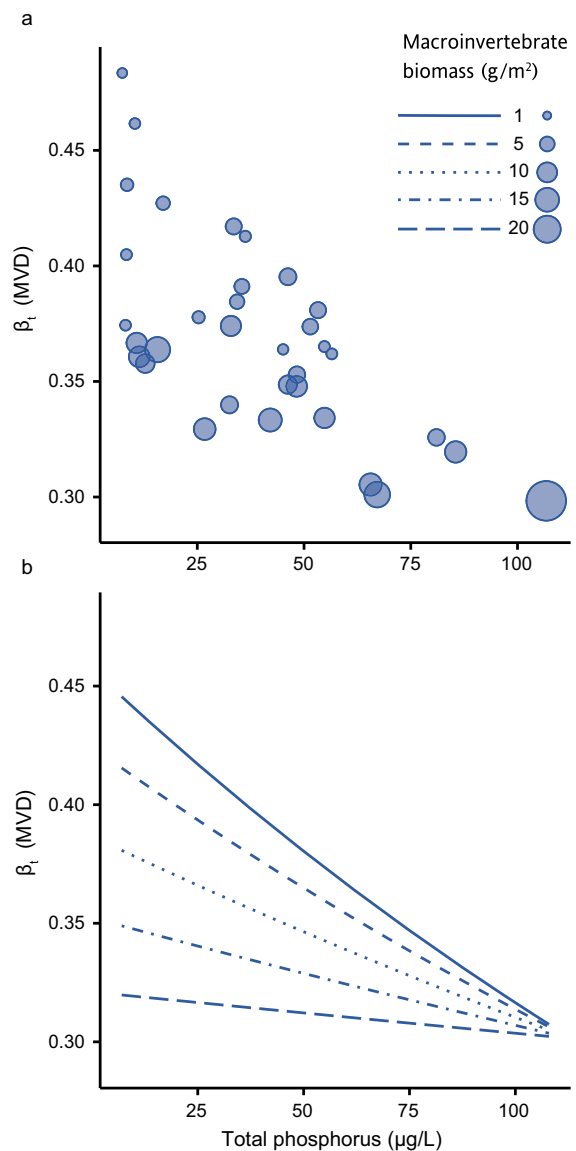 a
Macroinvertebrate
biomass (g/m²)
1
5
10
15
20
0.45
0.40
0.35
0.30
βt (MVD)
25 50 75 100
b
0.45
0.40
0.35
0.30
βt (MVD)
25 50 75 100
Total phosphorus (µg/L)